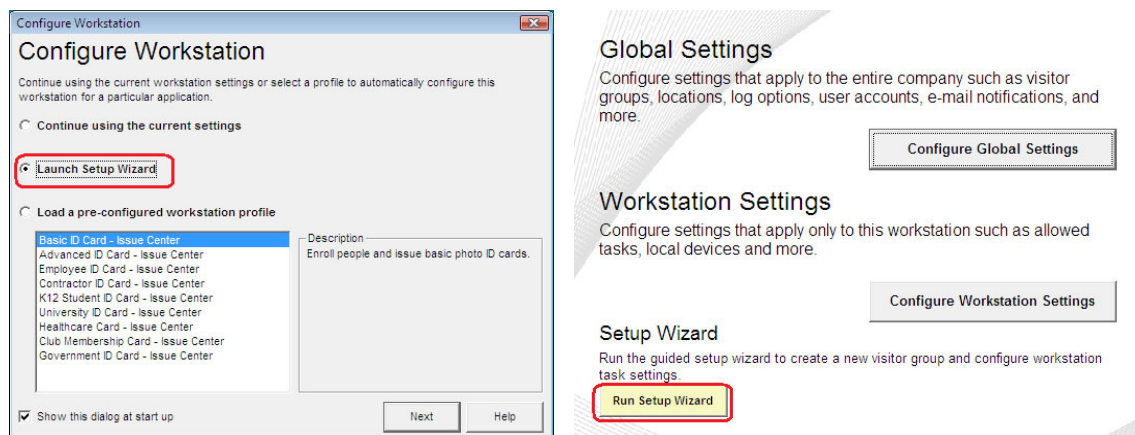 Configure Workstation
Configure Workstation
Continue using the current workstation settings or select a profile to automatically configure this
workstation for a particular application.
Continue using the current settings
Launch Setup Wizard
Load a pre-configured workstation profile
Basic ID Card - Issue Center
Advanced ID Card - Issue Center
Employee ID Card - Issue Center
Contractor ID Card - Issue Center
K12 Student ID Card - Issue Center
University ID Card - Issue Center
Healthcare Card - Issue Center
Club Membership Card - Issue Center
Government ID Card - Issue Center
Description
Enroll people and issue basic photo ID cards.
Show this dialog at start up
Next
Help
Global Settings
Configure settings that apply to the entire company such as visitor
groups, locations, log options, user accounts, e-mail notifications, and
more.
Configure Global Settings
Workstation Settings
Configure settings that apply only to this workstation such as allowed
tasks, local devices and more.
Configure Workstation Settings
Setup Wizard
Run the guided setup wizard to create a new visitor group and configure workstation
task settings.
Run Setup Wizard